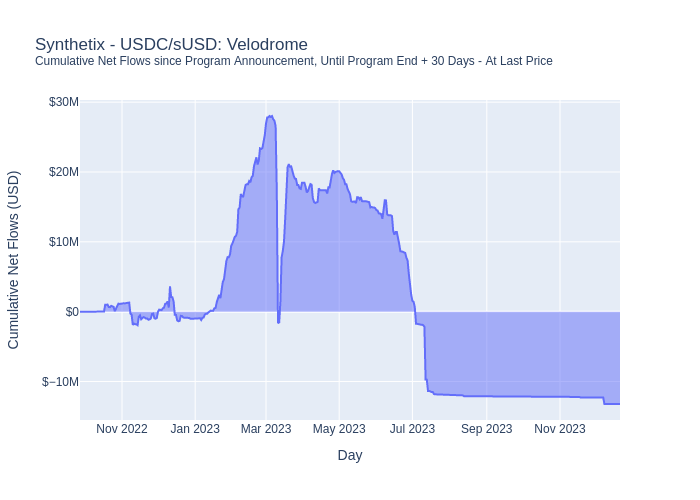 Synthetix - USDC/sUSD: Velodrome
Cumulative Net Flows since Program Announcement, Until Program End + 30 Days - At Last Price
Cumulative Net Flows (USD)
$30M
$20M
$10M
$0
$−10M
Nov 2022 Jan 2023 Mar 2023 May 2023 Jul 2023 Sep 2023 Nov 2023
Day